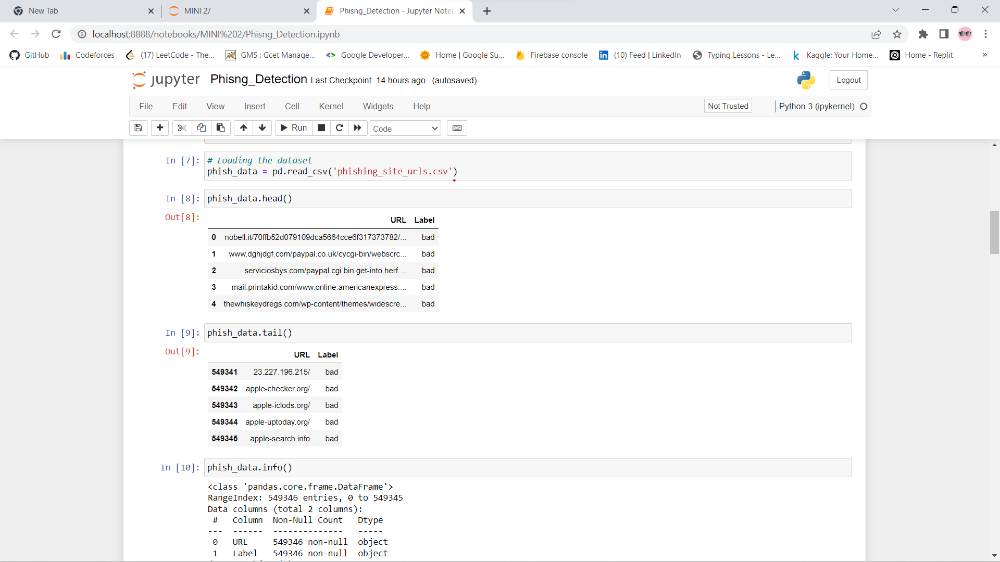 New Tab
MINI 2/
Phisng_Detection - Jupyter Note
localhost:8888/notebooks/MINI%202/Phisng_Detection.ipynb
GitHub
Codeforces
(17) LeetCode - The...
GMS : Gcet Manage...
Google Developer...
Home | Google Su...
Firebase console
(10) Feed | LinkedIn
Typing Lessons - Le...
Kaggle: Your Home...
Home - Replit
»
jupyter Phisng_Detection Last Checkpoint: 14 hours ago (autosaved)
Logout
File Edit View Insert Cell Kernel Widgets Help
Not Trusted
Python 3 (ipykernel)
Run
Code
In [7]: # Loading the dataset
phish_data = pd.read_csv('phishing_site_urls.csv')
In [8]: phish_data.head()
Out[8]:
URL Label
0 nobell.it/70ffb52d079109dca5664cce6f317373782/... bad
1 www.dghjdgf.com/paypal.co.uk/cycgi-bin/webscrc... bad
2 serviciosbys.com/paypal.cgi.bin.get-into.herf.... bad
3 mail.printakid.com/www.online.americanexpress.... bad
4 thewhiskeydregs.com/wp-content/themes/widescre... bad
In [9]: phish_data.tail()
Out[9]:
URL Label
549341 23.227.196.215/ bad
549342 apple-checker.org/ bad
549343 apple-iclods.org/ bad
549344 apple-uptoday.org/ bad
549345 apple-search.info bad
In [10]: phish_data.info()
<class 'pandas.core.frame.DataFrame'>
RangeIndex: 549346 entries, 0 to 549345
Data columns (total 2 columns):
# Column Non-Null Count Dtype
--- ------ -------------- -----
0 URL 549346 non-null object
1 Label 549346 non-null object